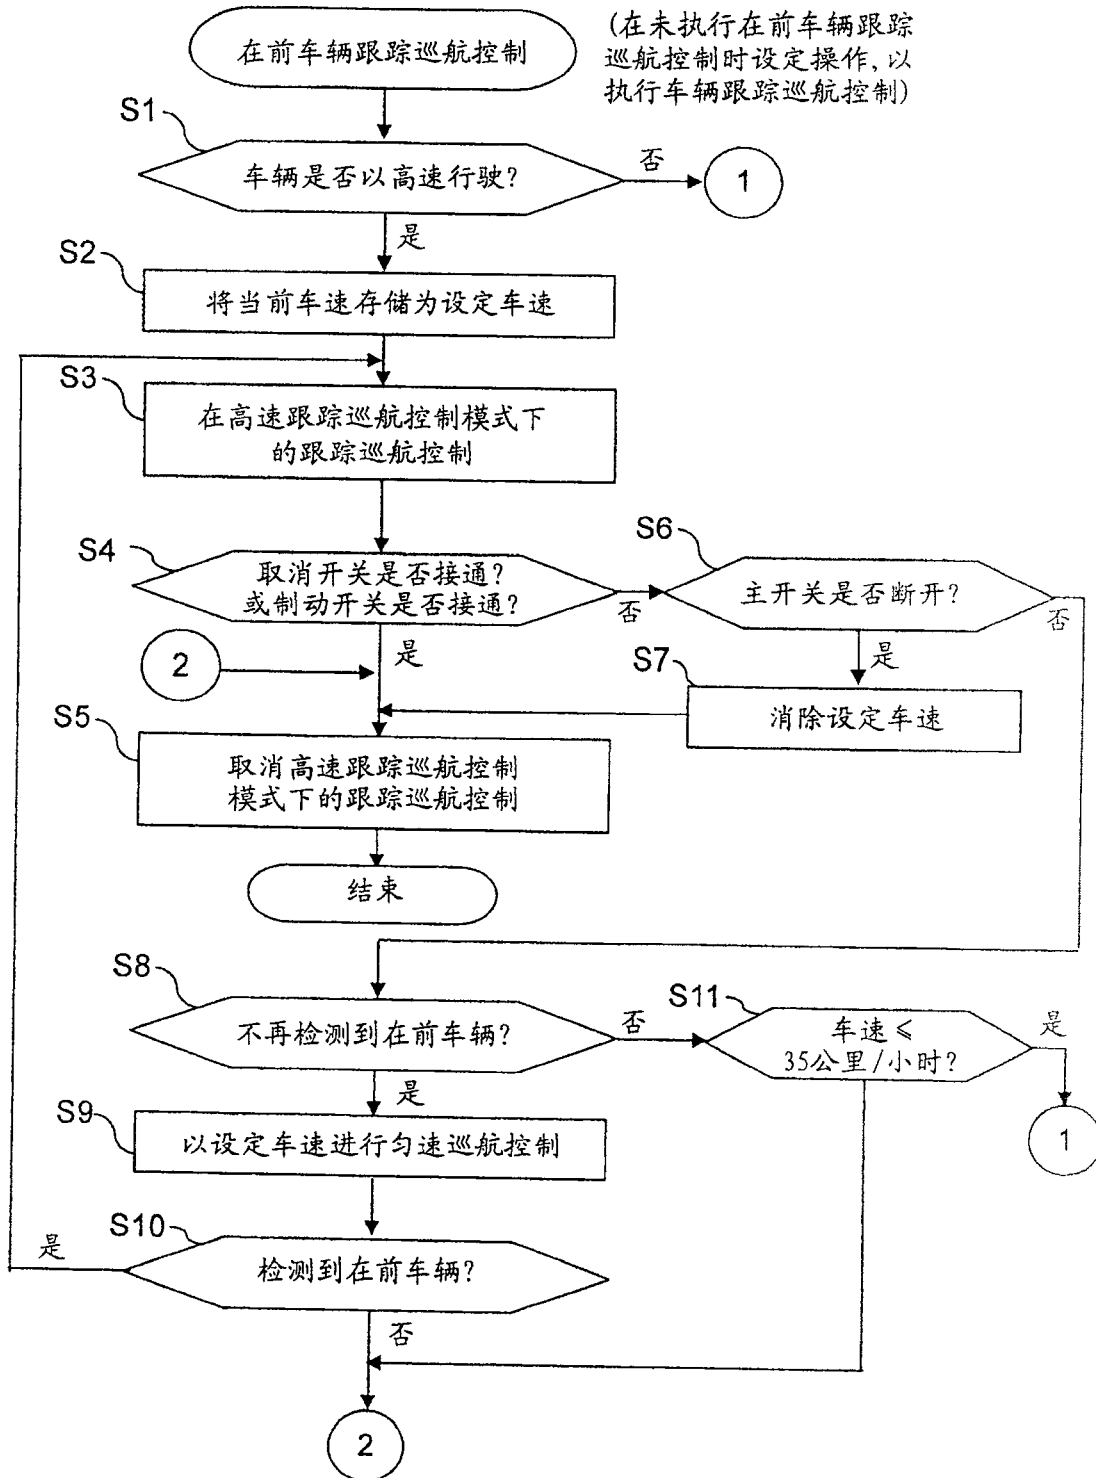 在前车辆跟踪巡航控制
(在未执行在前车辆跟踪
巡航控制时设定操作,以
执行车辆跟踪巡航控制)
S1
车辆是否以高速行驶?
否
1
是
S2
将当前车速存储为设定车速
S3
在高速跟踪巡航控制模式下
的跟踪巡航控制
S4
取消开关是否接通?
或制动开关是否接通?
否
S6
主开关是否断开?
否
是
2
是
S7
消除设定车速
S5
取消高速跟踪巡航控制
模式下的跟踪巡航控制
结束
S8
不再检测到在前车辆?
否
S11
车速≤
35公里/小时?
是
1
是
S9
以设定车速进行匀速巡航控制
S10
是
检测到在前车辆?
否
2